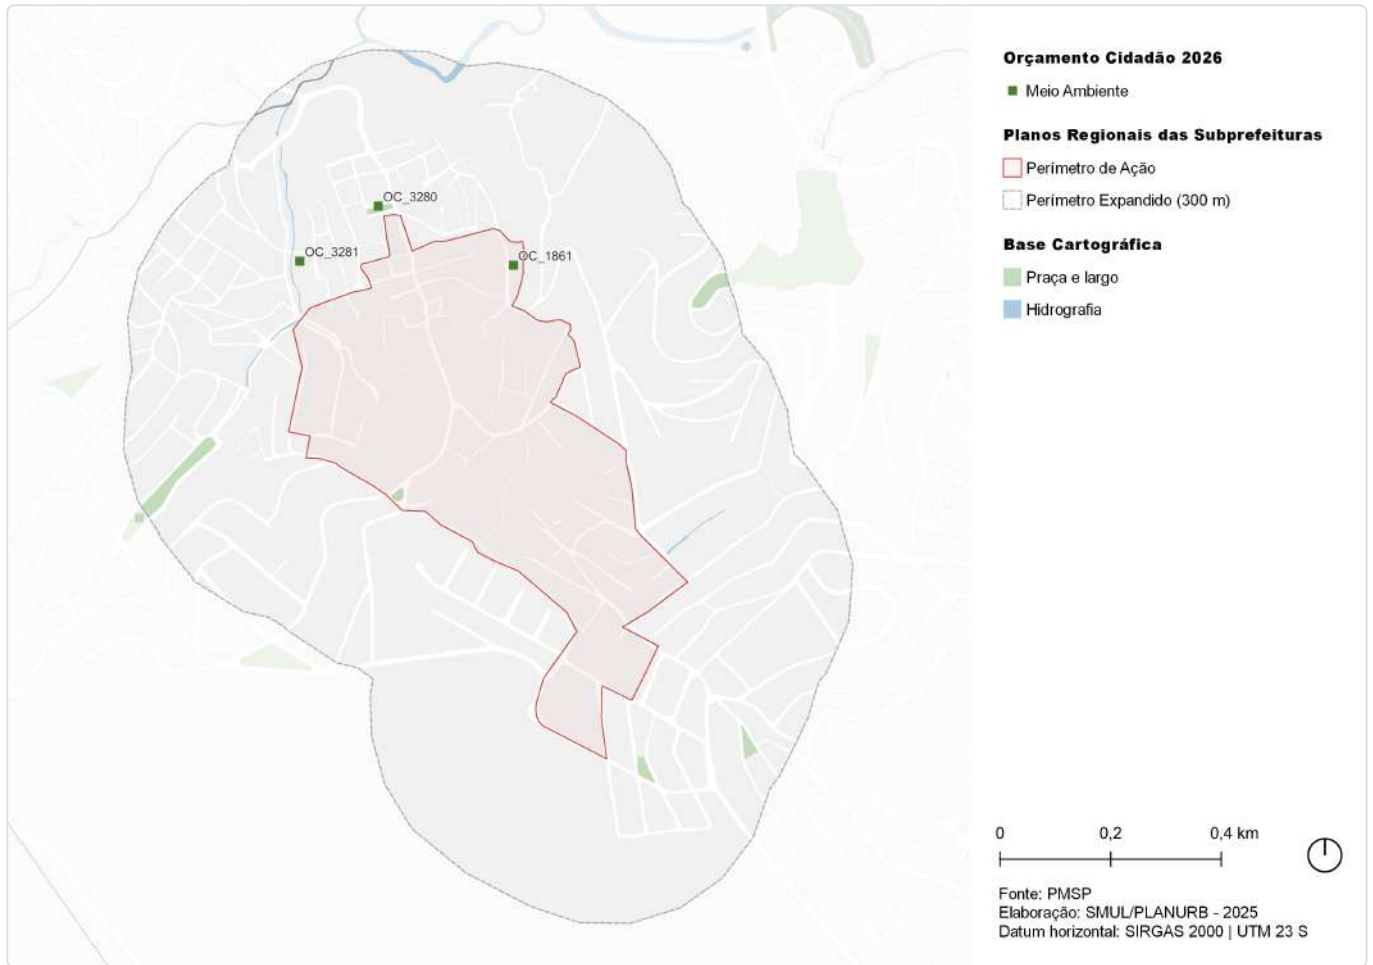 OC_3280
OC_3281
OC_1861
Orçamento Cidadão 2026
Meio Ambiente
Planos Regionais das Subprefeituras
Perímetro de Ação
Perímetro Expandido (300 m)
Base Cartográfica
Praça e largo
Hidrografia
0 0,2 0,4 km
Fonte: PMSP
Elaboração: SMUL/PLANURB - 2025
Datum horizontal: SIRGAS 2000 | UTM 23 S